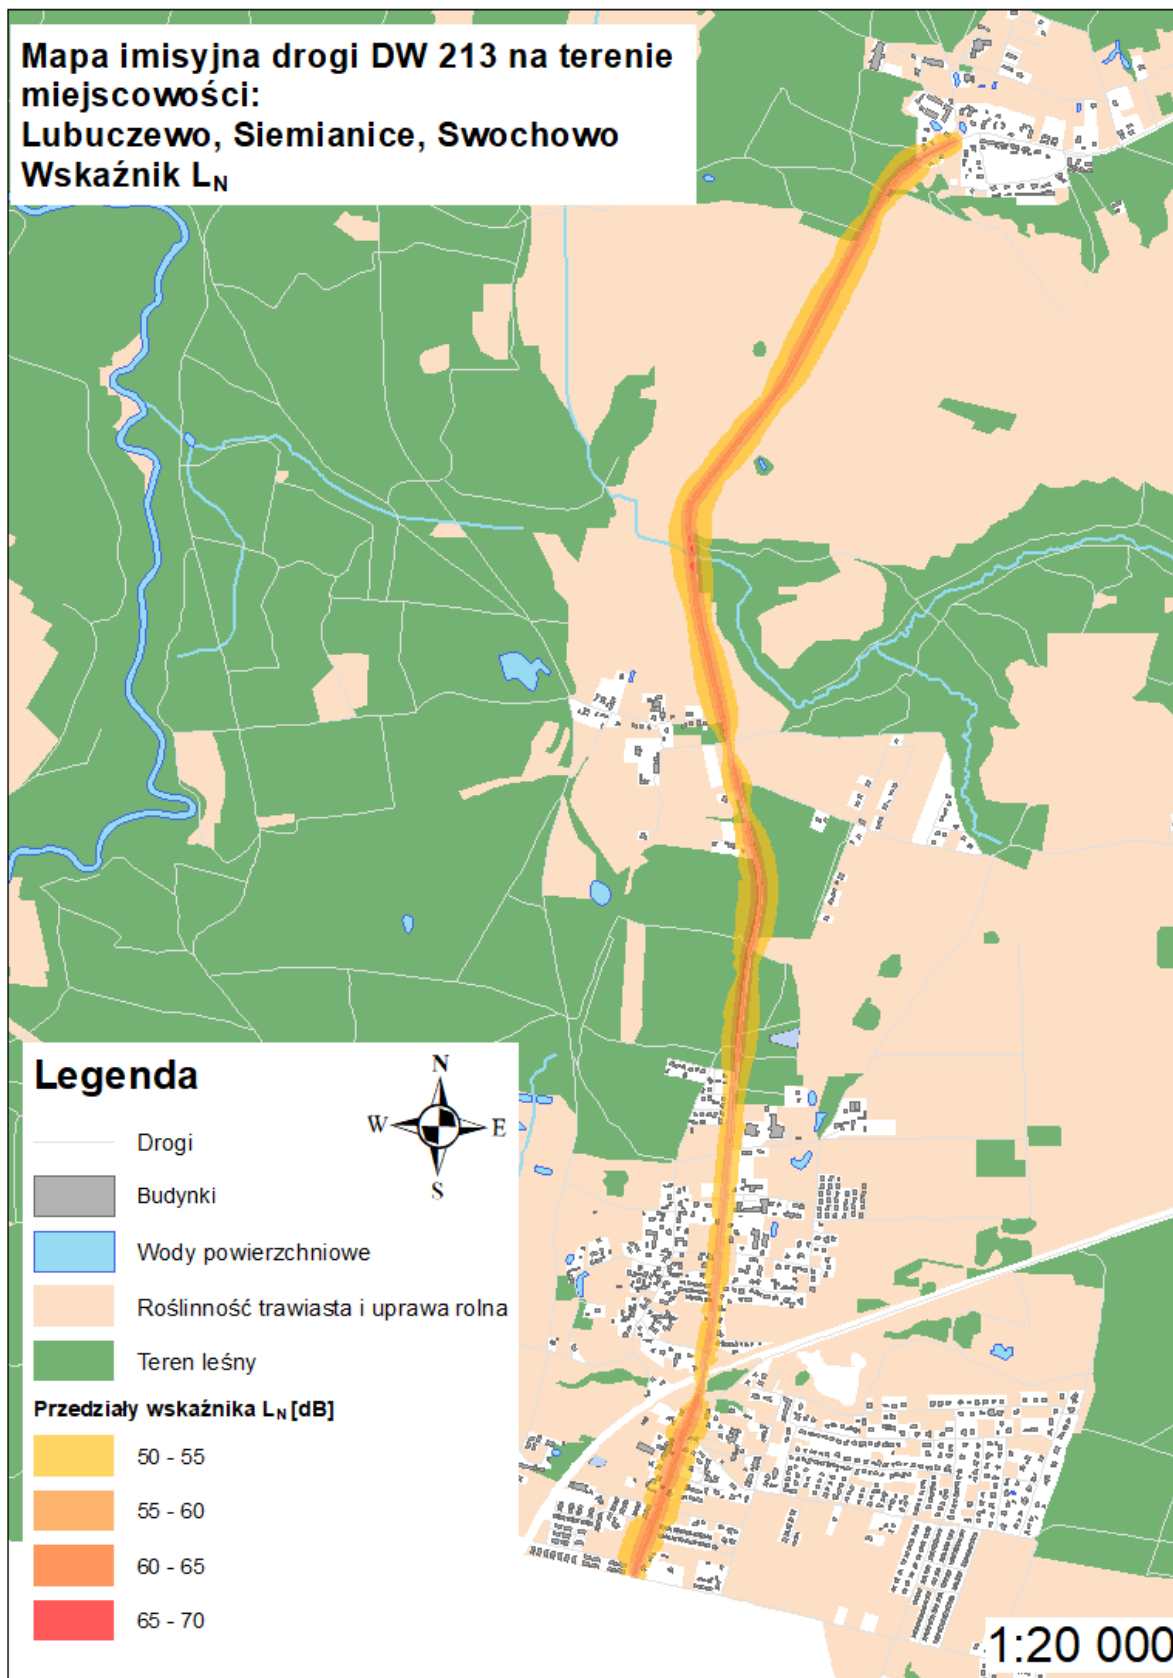 Mapa imisyjna drogi DW 213 na terenie
miejscowości:
Lubuczewo, Siemianice, Swochowo
Wskaźnik LN
Legenda
N
W E
S
Drogi
Budynki
Wody powierzchniowe
Roślinność trawiasta i uprawa rolna
Teren leśny
Przedziały wskaźnika LN [dB]
50 - 55
55 - 60
60 - 65
65 - 70
1:20 000